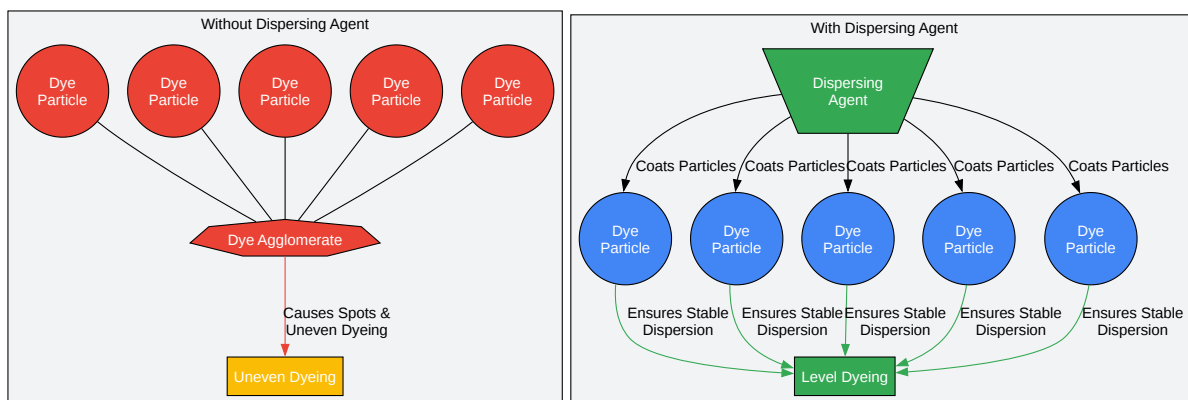 Without Dispersing Agent
Dye
Particle
Dye
Particle
Dye
Particle
Dye
Particle
Dye
Particle
Dye Agglomerate
Causes Spots &
Uneven Dyeing
Uneven Dyeing
With Dispersing Agent
Dispersing
Agent
Coats Particles
Coats Particles
Coats Particles
Coats Particles
Coats Particles
Dye
Particle
Dye
Particle
Dye
Particle
Dye
Particle
Dye
Particle
Ensures Stable
Dispersion
Ensures Stable
Dispersion
Ensures Stable
Dispersion
Ensures Stable
Dispersion
Ensures Stable
Dispersion
Level Dyeing